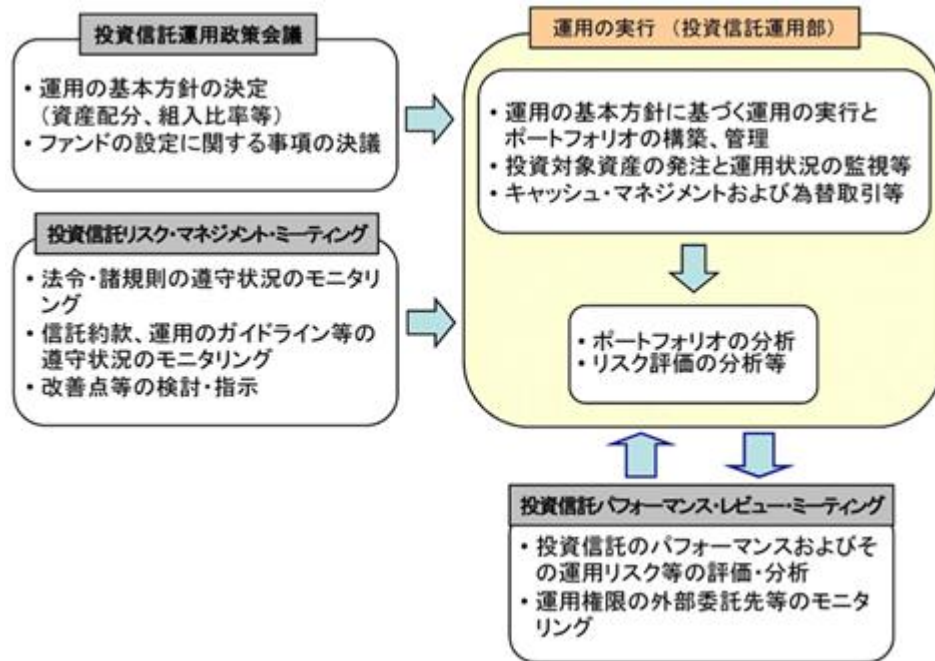 投資信託運用政策会議
・運用の基本方針の決定
（資産配分、組入比率等）
・ファンドの設定に関する事項の決議
投資信託リスク・マネジメント・ミーティング
・法令・諸規則の遵守状況のモニタリ
ング
・信託約款、運用のガイドライン等の
遵守状況のモニタリング
・改善点等の検討・指示
運用の実行 （投資信託運用部）
・運用の基本方針に基づく運用の実行と
ポートフォリオの構築、管理
・投資対象資産の発注と運用状況の監視等
・キャッシュ・マネジメントおよび為替取引等
・ポートフォリオの分析
・リスク評価の分析等
投資信託パフォーマンス・レビュー・ミーティング
・投資信託のパフォーマンスおよびそ
の運用リスク等の評価・分析
・運用権限の外部委託先等のモニタ
リング